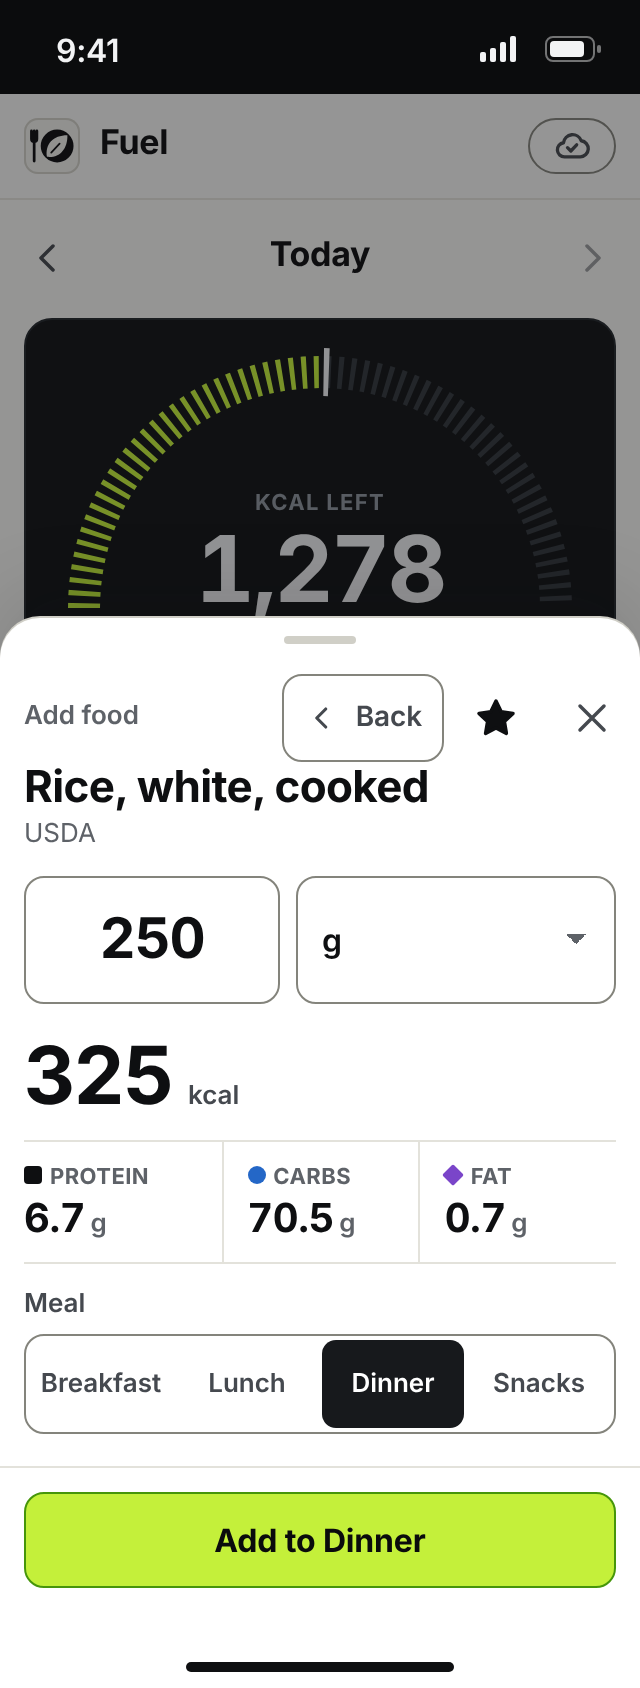 9:41
Fuel
Today
KCAL LEFT
1,278
Add food
Back
Rice, white, cooked
USDA
250
g
325 kcal
PROTEIN
6.7 g
CARBS
70.5 g
FAT
0.7 g
Meal
Breakfast
Lunch
Dinner
Snacks
Add to Dinner